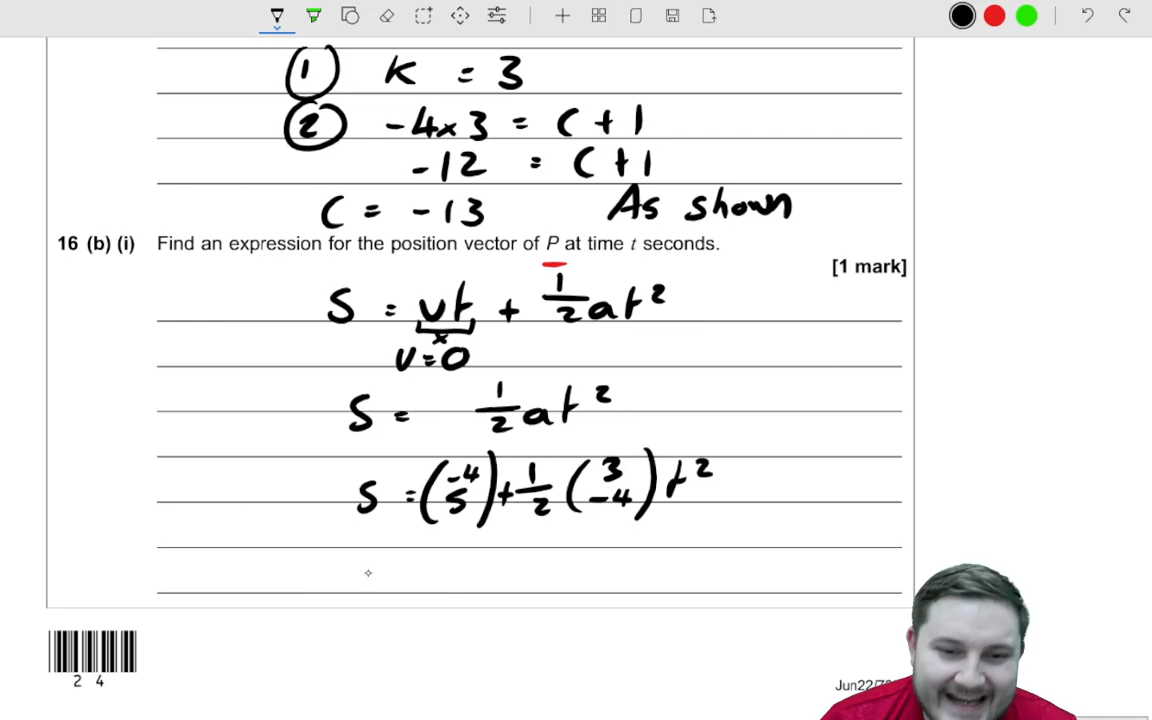 ① K = 3
② -4×3 = C + 1
-12 = C + 1
C = -13 As shown
16 (b) (i) Find an expression for the position vector of P at time t seconds.
[1 mark]
S = ut + 1/2 at²
u = 0
S = 1/2 at²
S = (-4 5) + 1/2 (3 -4) t²
2 4
Jun22/7